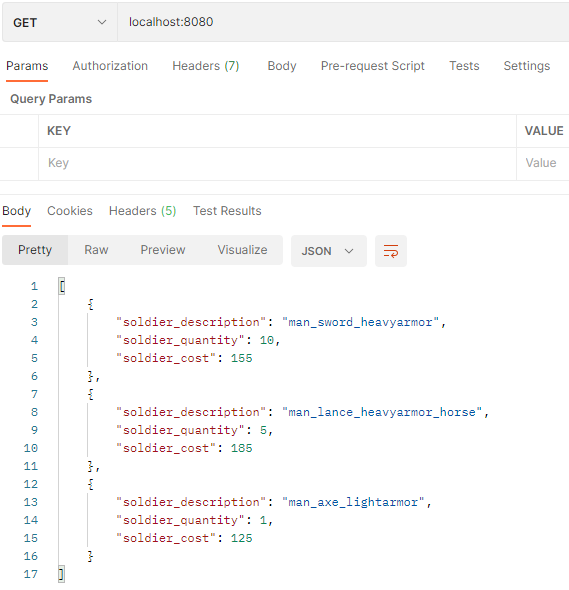 GET localhost:8080
Params Authorization Headers (7) Body Pre-request Script Tests Settings
Query Params
KEY VALUE
Key Value
Body Cookies Headers (5) Test Results
Pretty Raw Preview Visualize JSON
1 [
2 {
3 "soldier_description": "man_sword_heavyarmor",
4 "soldier_quantity": 10,
5 "soldier_cost": 155
6 },
7 {
8 "soldier_description": "man_lance_heavyarmor_horse",
9 "soldier_quantity": 5,
10 "soldier_cost": 185
11 },
12 {
13 "soldier_description": "man_axe_lightarmor",
14 "soldier_quantity": 1,
15 "soldier_cost": 125
16 }
17 ]